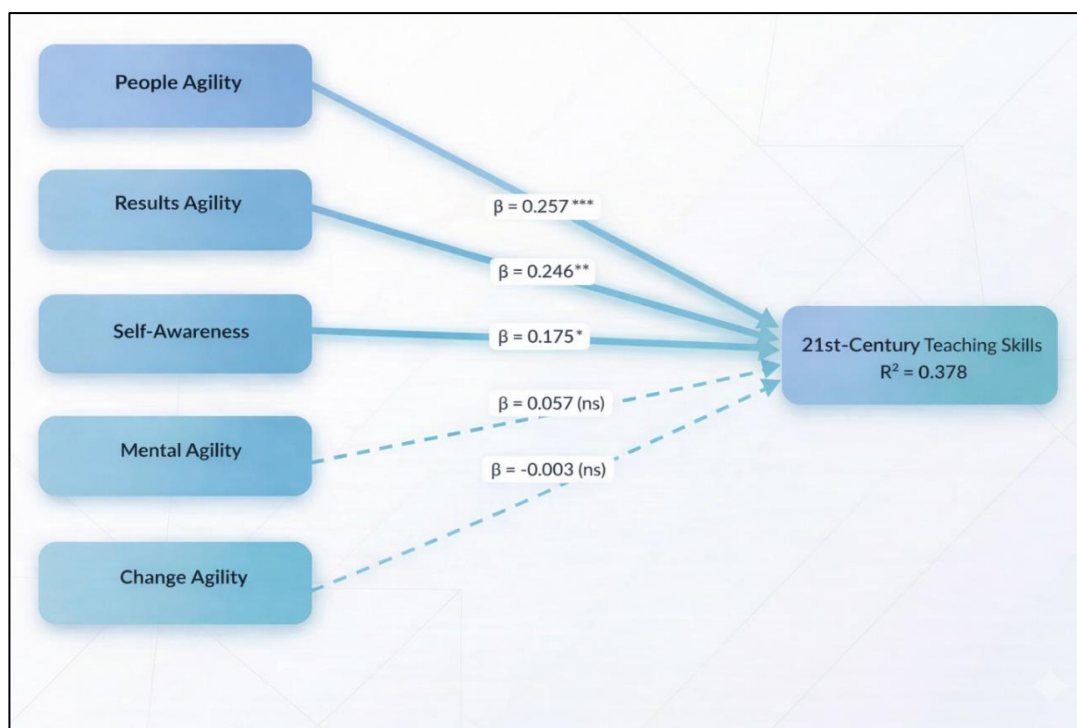 People Agility
Results Agility
Self-Awareness
Mental Agility
Change Agility
β = 0.257 ***
β = 0.246**
β = 0.175*
β = 0.057 (ns)
β = -0.003 (ns)
21st-Century Teaching Skills
R² = 0.378